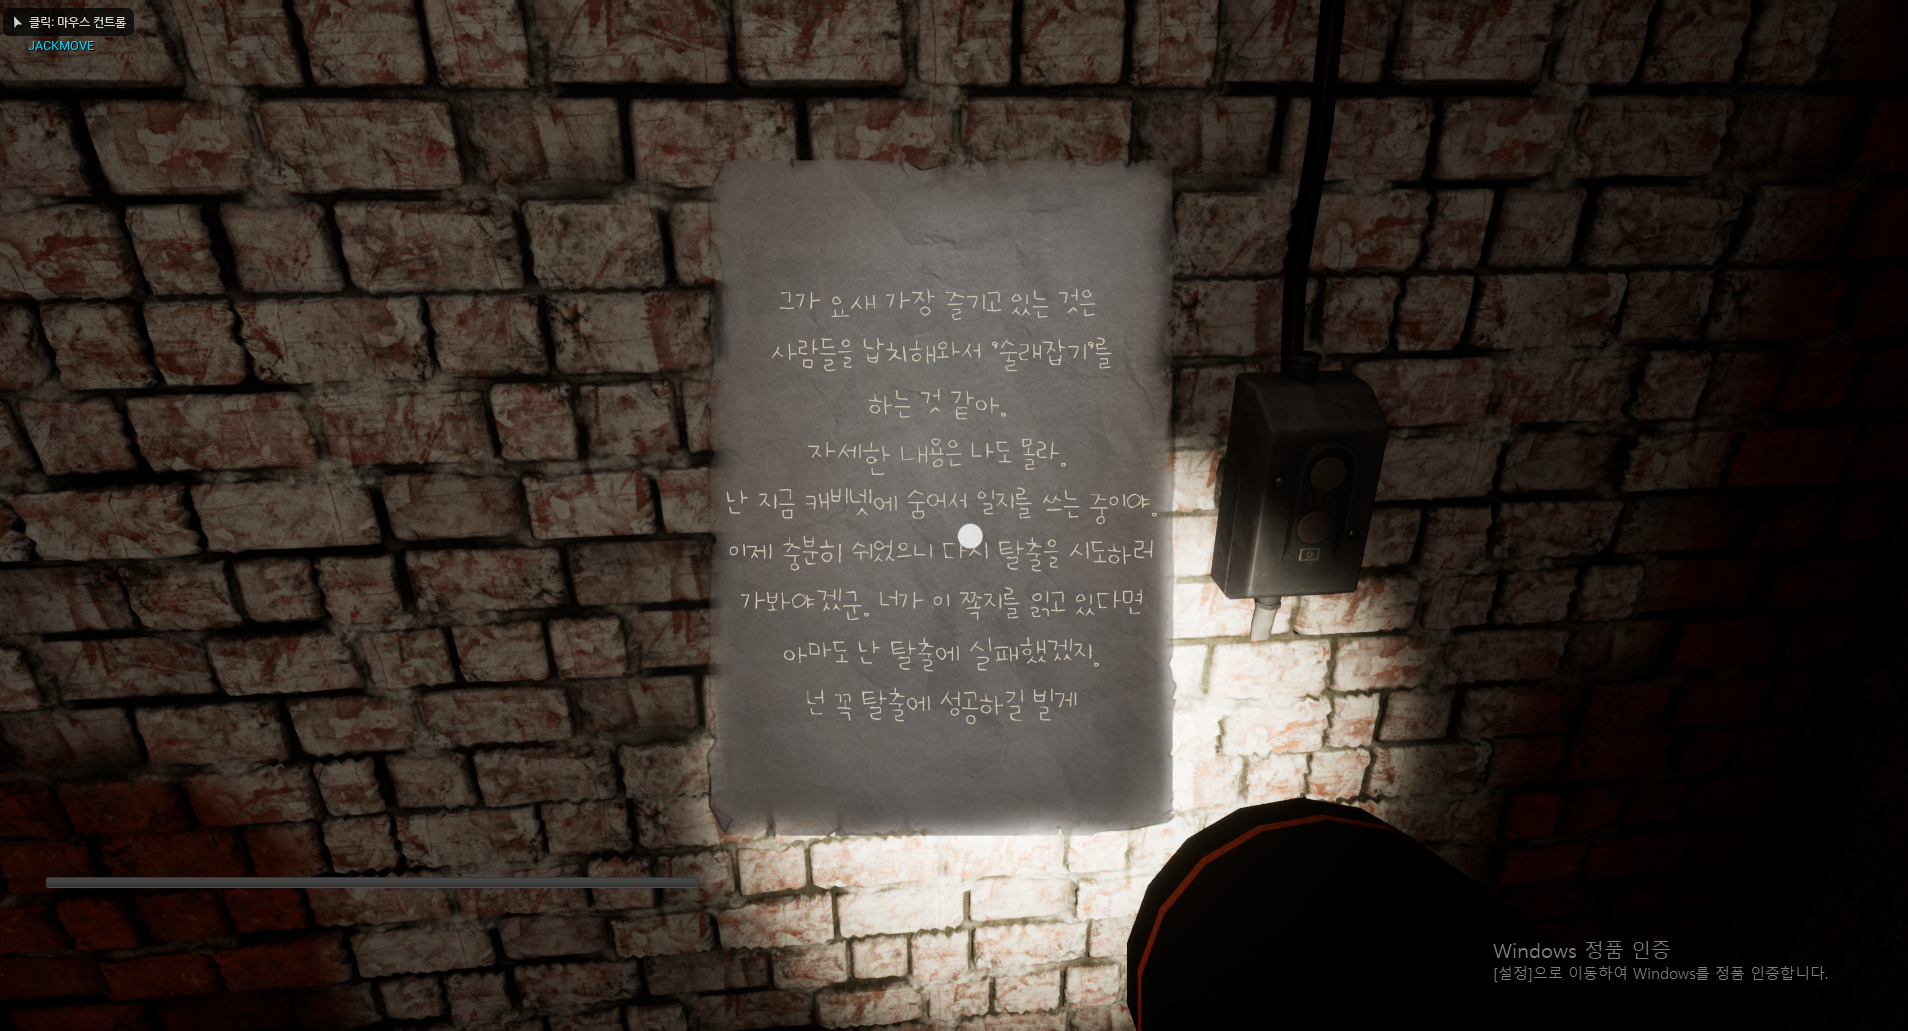 클릭: 마우스 컨트롤
JACKMOVE
그가 요새 가장 즐기고 있는 것은
사람들을 납치해와서 "술래잡기"를
하는 것 같아.
자세한 내용은 나도 몰라.
난 지금 캐비넷에 숨어서 일지를 쓰는 중이야.
이제 충분히 쉬었으니 다시 탈출을 시도하러
가봐야겠군. 너가 이 쪽지를 읽고 있다면
아마도 난 탈출에 실패했겠지.
넌 꼭 탈출에 성공하길 빌게
Windows 정품 인증
[설정]으로 이동하여 Windows를 정품 인증합니다.